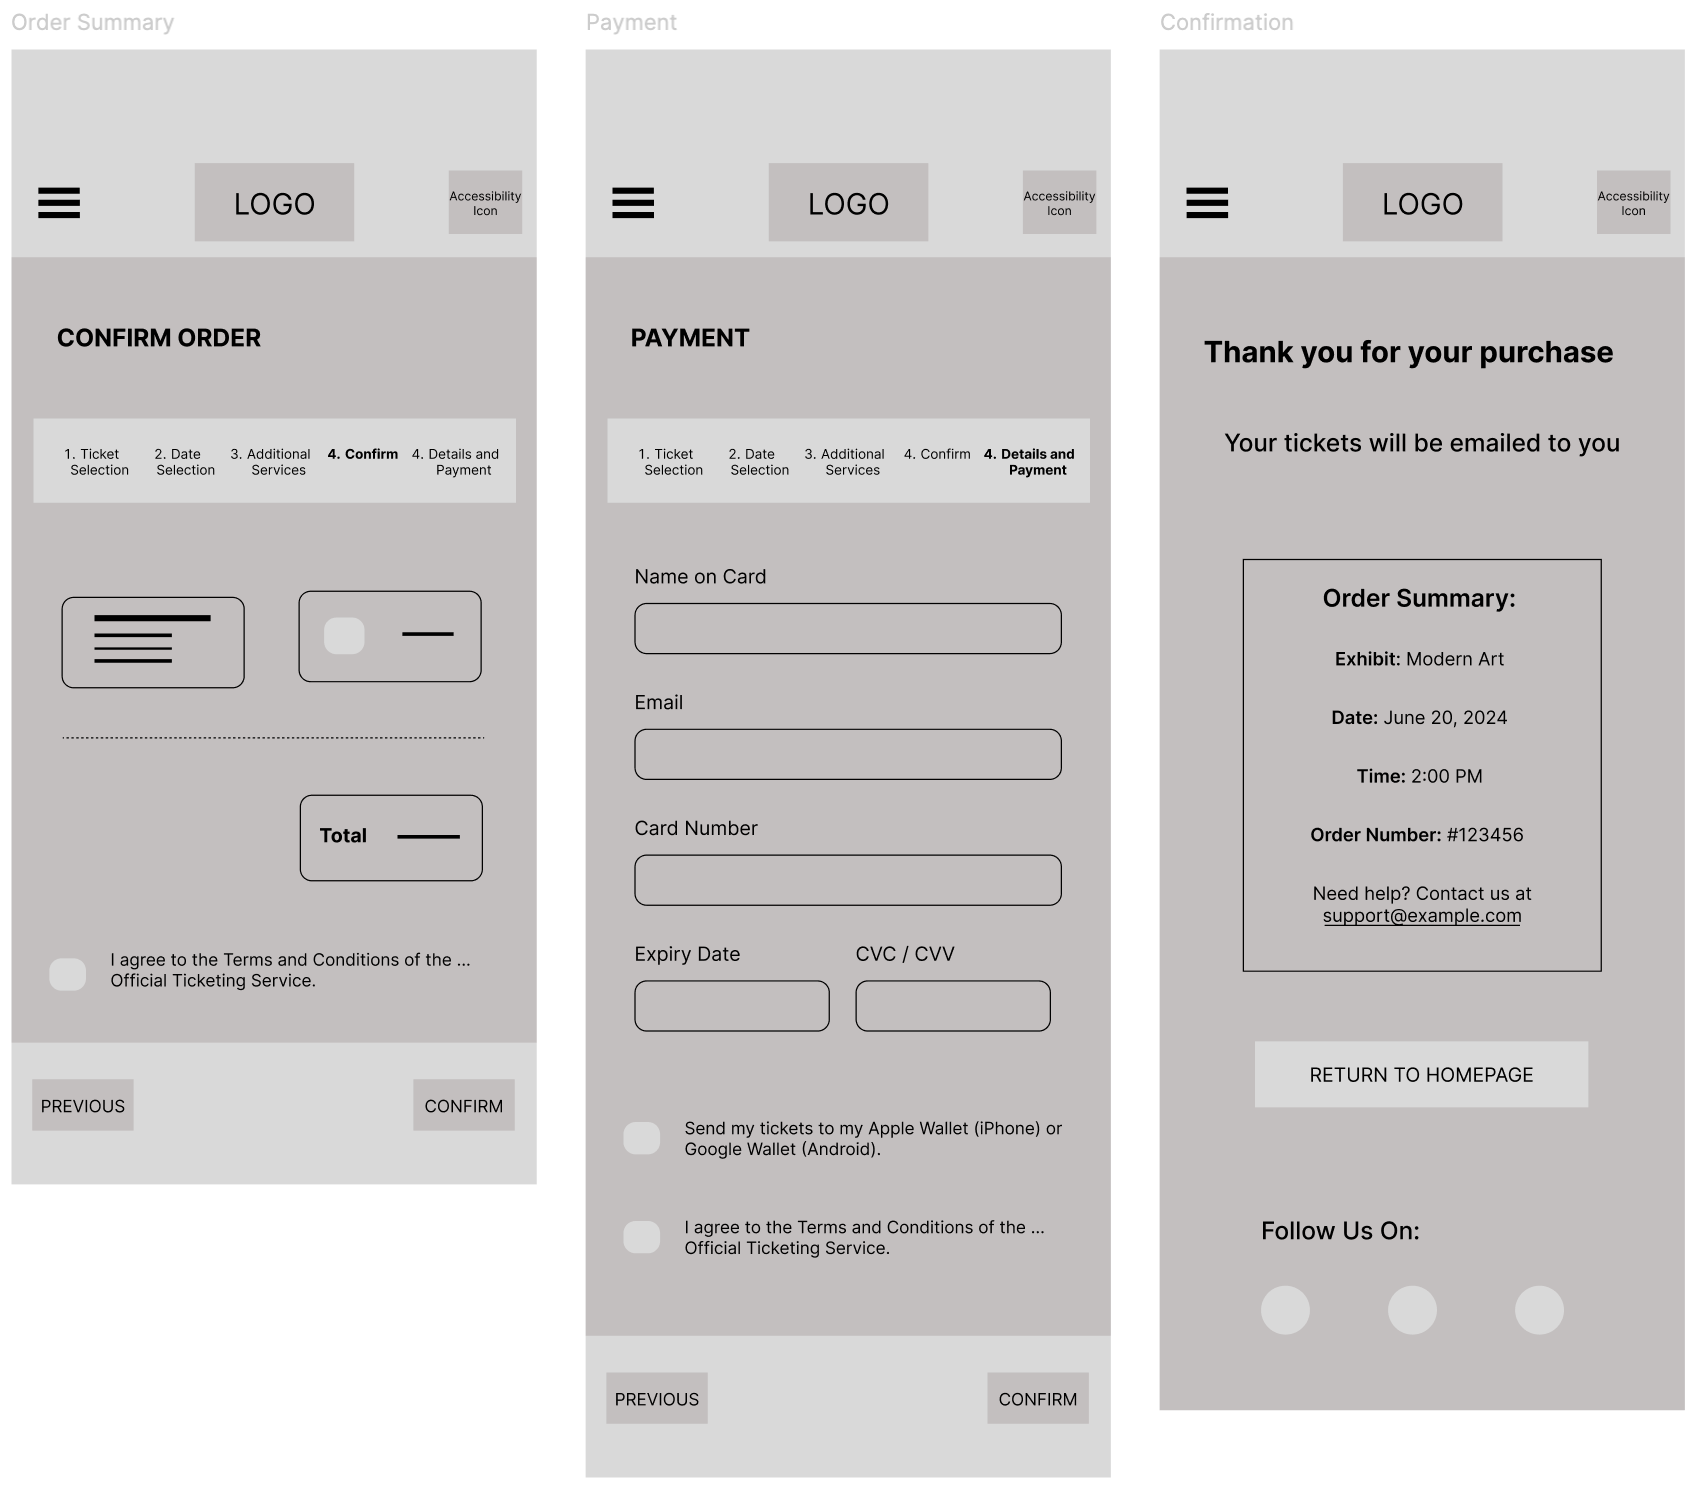 Order Summary
LOGO
Accessibility
Icon
CONFIRM ORDER
1. Ticket
Selection
2. Date
Selection
3. Additional
Services
4. Confirm
4. Details and
Payment
Total
I agree to the Terms and Conditions of the ...
Official Ticketing Service.
PREVIOUS
CONFIRM
Payment
LOGO
Accessibility
Icon
PAYMENT
1. Ticket
Selection
2. Date
Selection
3. Additional
Services
4. Confirm
4. Details and
Payment
Name on Card
Email
Card Number
Expiry Date
CVC / CVV
Send my tickets to my Apple Wallet (iPhone) or
Google Wallet (Android).
I agree to the Terms and Conditions of the ...
Official Ticketing Service.
PREVIOUS
CONFIRM
Confirmation
LOGO
Accessibility
Icon
Thank you for your purchase
Your tickets will be emailed to you
Order Summary:
Exhibit: Modern Art
Date: June 20, 2024
Time: 2:00 PM
Order Number: #123456
Need help? Contact us at
support@example.com
RETURN TO HOMEPAGE
Follow Us On: